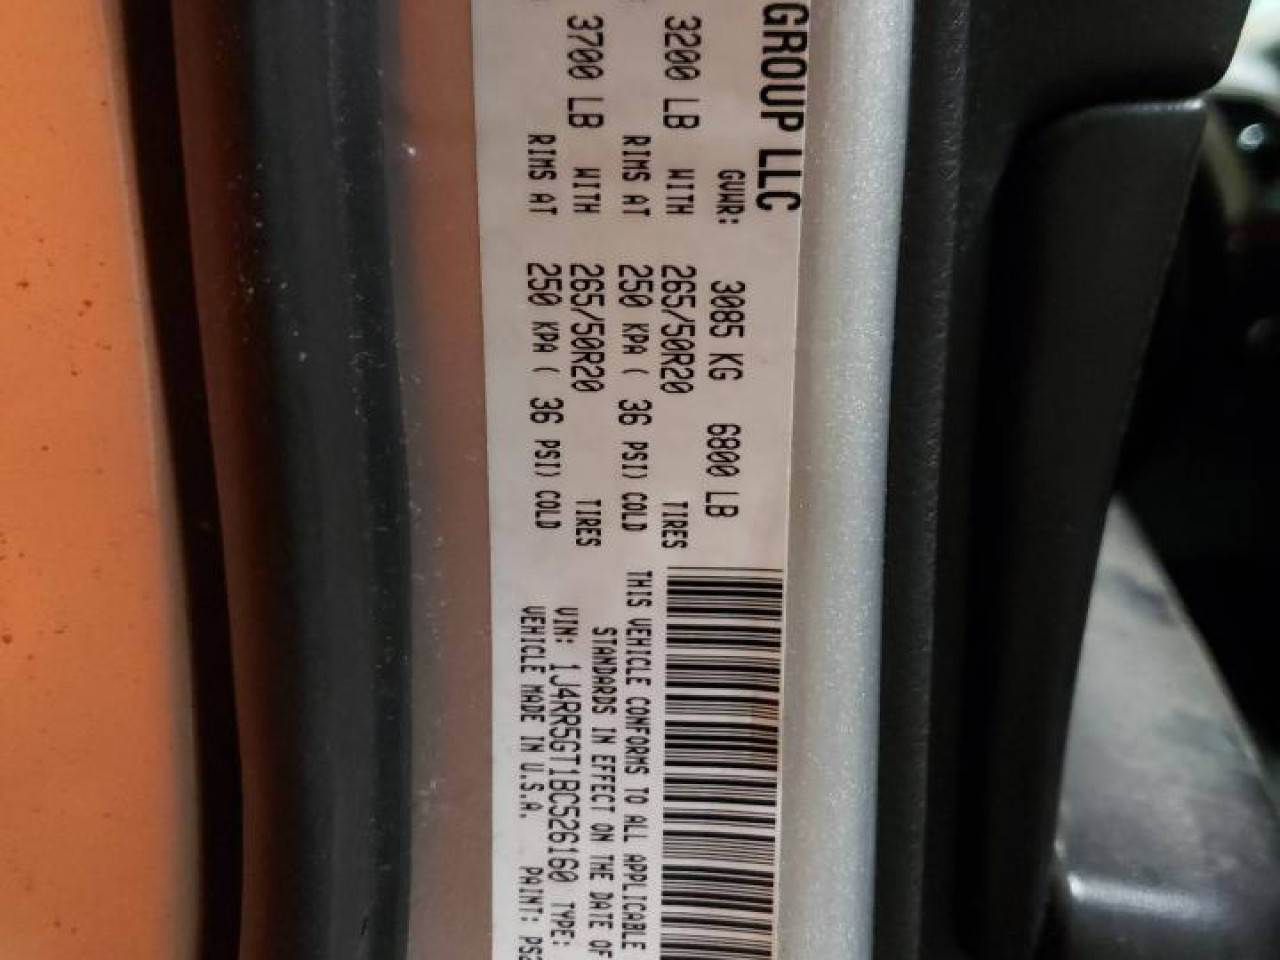 GROUP LLC
GVWR: 3085 KG 6800 LB
3200 LB WITH 265/50R20 TIRES
RIMS AT 250 KPA ( 36 PSI) COLD
3700 LB WITH 265/50R20 TIRES
RIMS AT 250 KPA ( 36 PSI) COLD
THIS VEHICLE CONFORMS TO ALL APPLICABLE
STANDARDS IN EFFECT ON THE DATE OF
VIN: 1J4RR5GT1BC526160 TYPE:
VEHICLE MADE IN U.S.A. PAINT: PS2